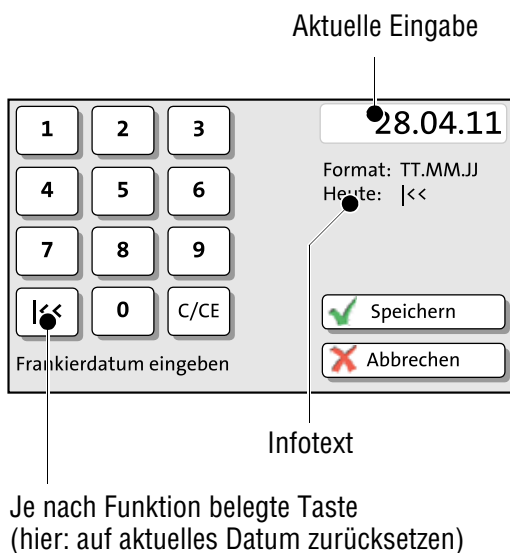 Aktuelle Eingabe
1 2 3 28.04.11
Format: TT.MM.JJ
4 5 6 Heute: |<<
7 8 9
|<< 0 C/CE Speichern
Frankierdatum eingeben Abbrechen
Infotext
Je nach Funktion belegte Taste
(hier: auf aktuelles Datum zurücksetzen)